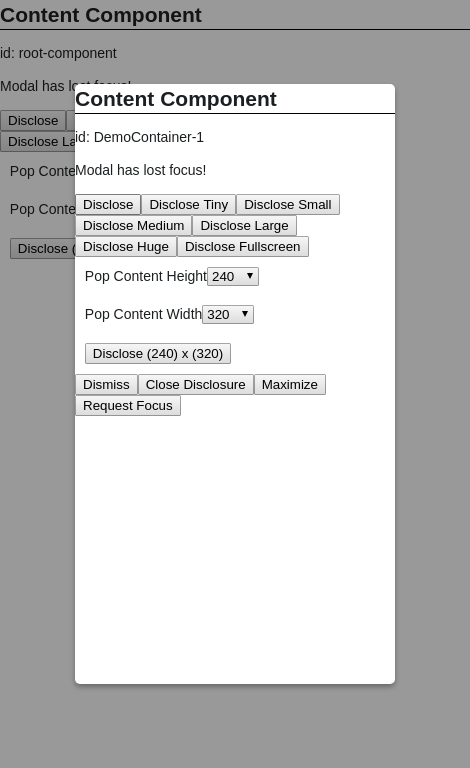 Content Component
id: root-component
Modal has lost focus!
Disclose
Disclose La
Pop Conte
Pop Conte
Disclose (
Content Component
id: DemoContainer-1
Modal has lost focus!
Disclose Disclose Tiny Disclose Small
Disclose Medium Disclose Large
Disclose Huge Disclose Fullscreen
Pop Content Height 240
Pop Content Width 320
Disclose (240) x (320)
Dismiss Close Disclosure Maximize
Request Focus